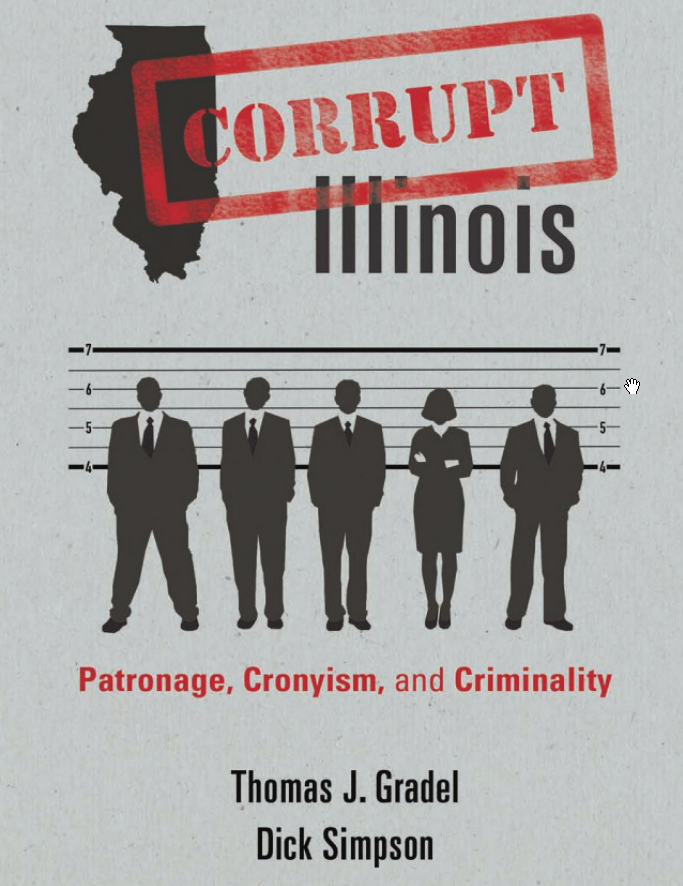 CORRUPT
Illinois
7 7
6 6
5 5
4 4
Patronage, Cronyism, and Criminality
Thomas J. Gradel
Dick Simpson